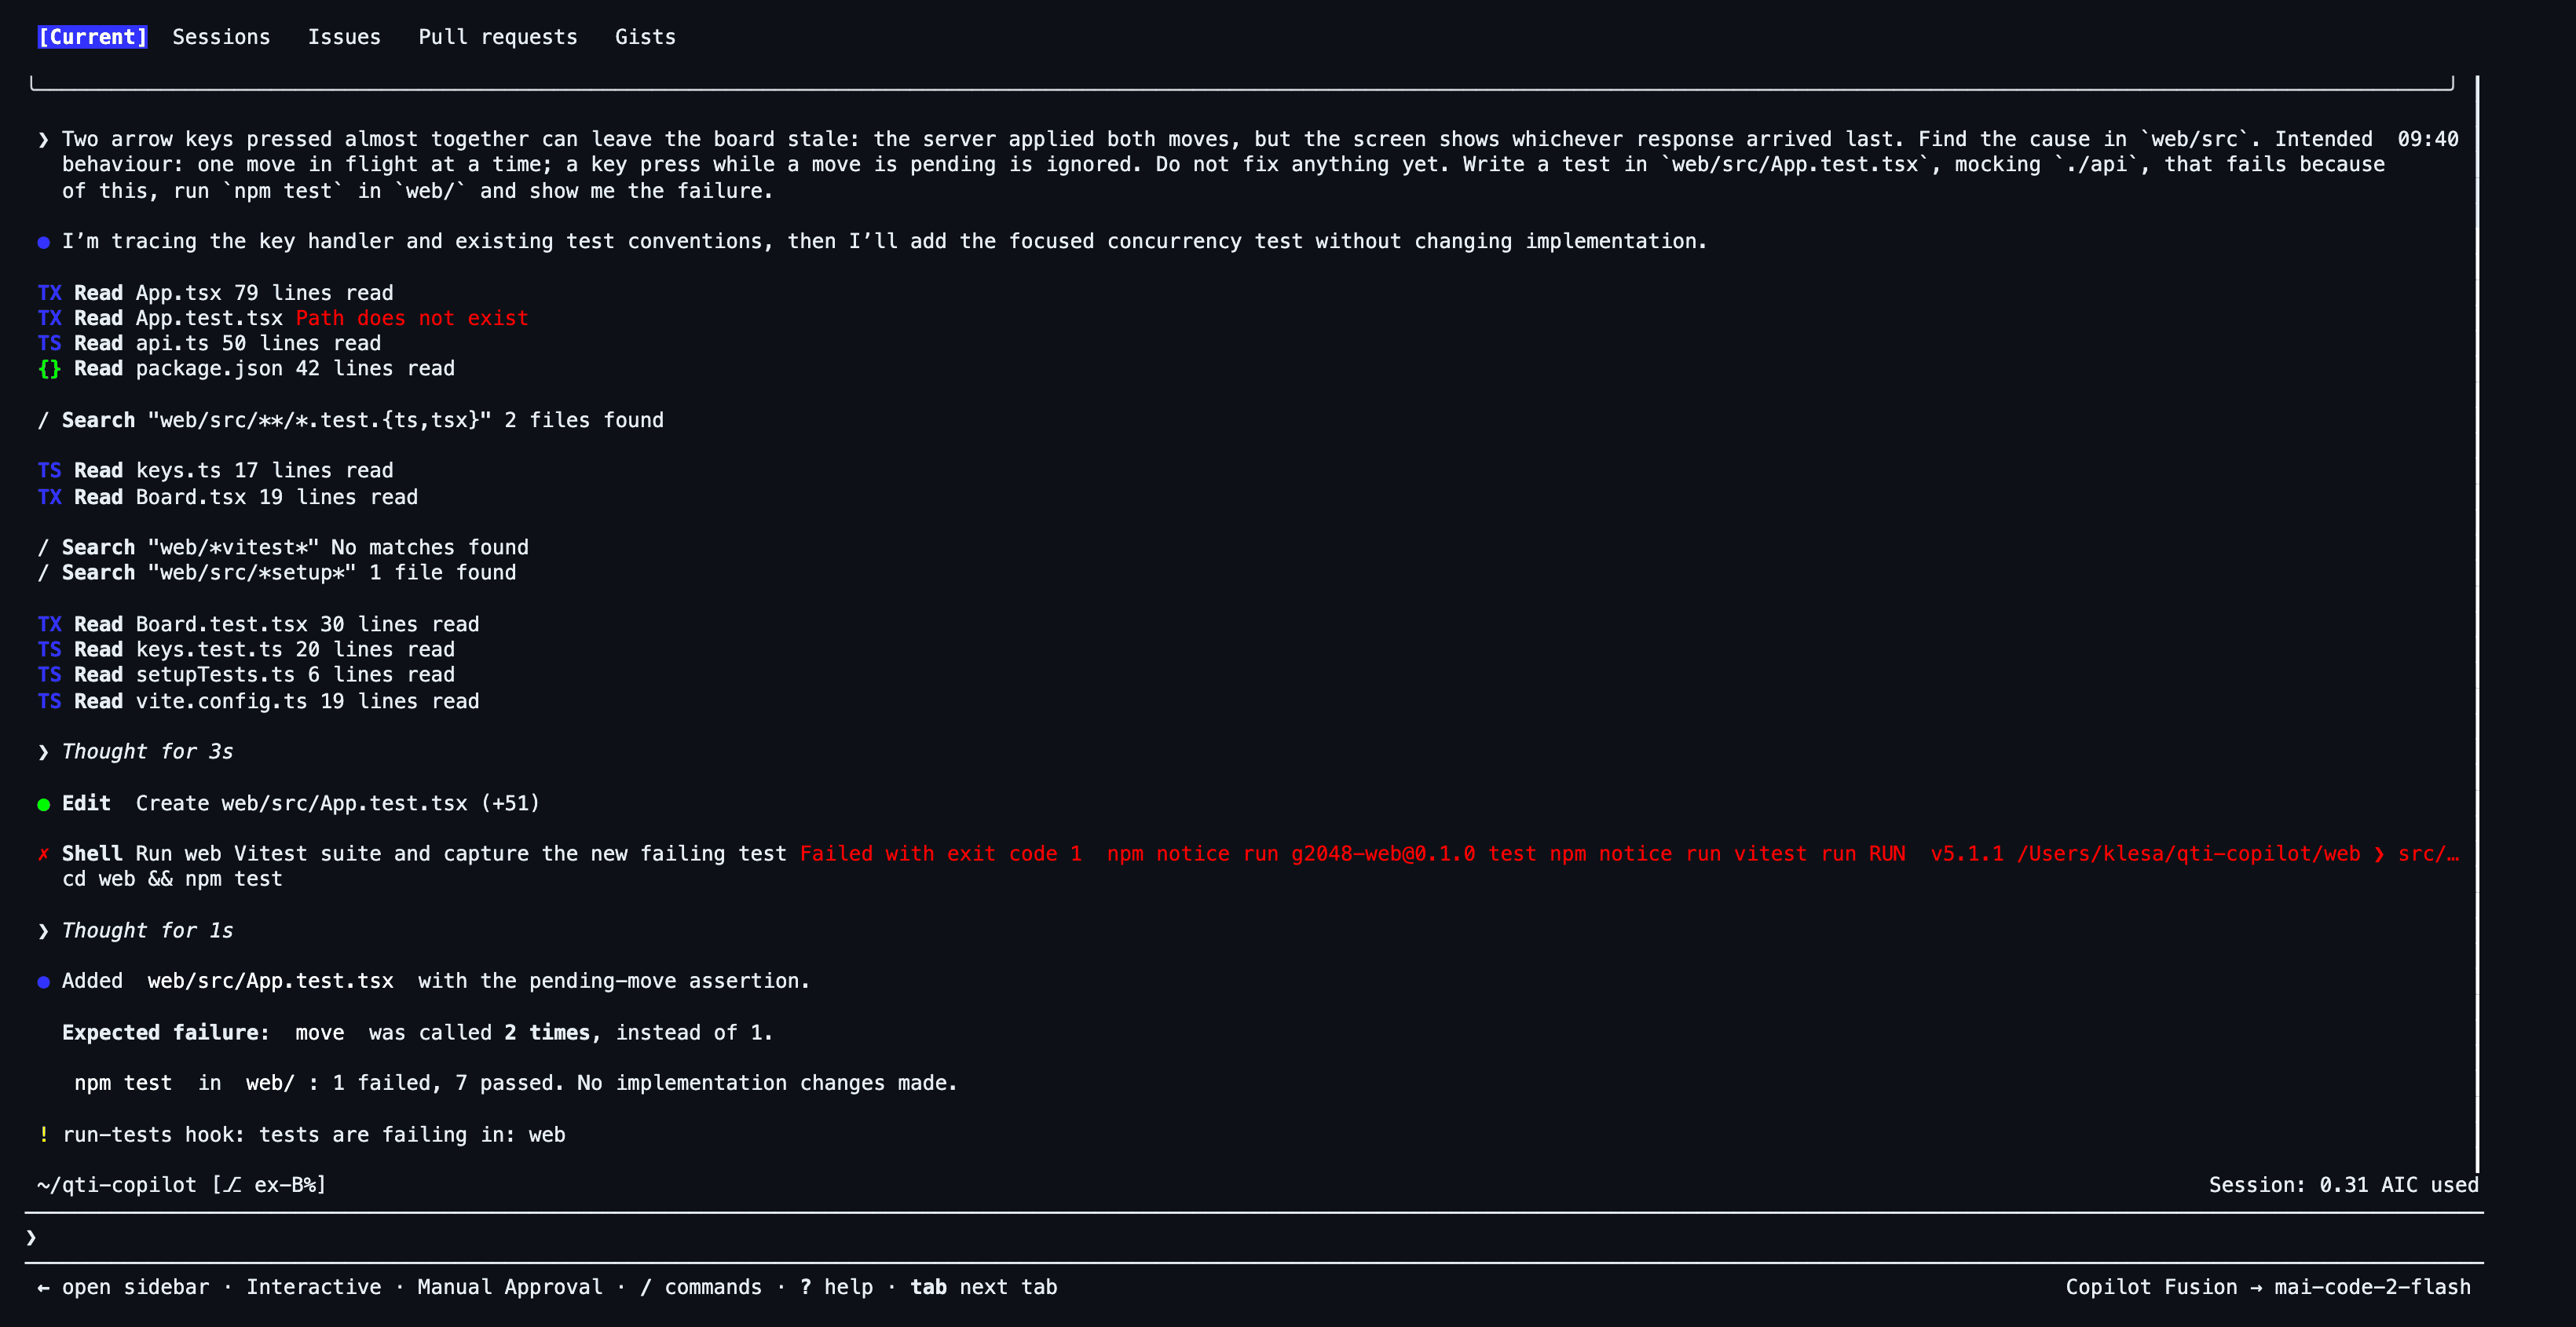 [Current] Sessions Issues Pull requests Gists
❯ Two arrow keys pressed almost together can leave the board stale: the server applied both moves, but the screen shows whichever response arrived last. Find the cause in `web/src`. Intended 09:40
behaviour: one move in flight at a time; a key press while a move is pending is ignored. Do not fix anything yet. Write a test in `web/src/App.test.tsx`, mocking `./api`, that fails because
of this, run `npm test` in `web/` and show me the failure.
● I’m tracing the key handler and existing test conventions, then I’ll add the focused concurrency test without changing implementation.
TX Read App.tsx 79 lines read
TX Read App.test.tsx Path does not exist
TS Read api.ts 50 lines read
{} Read package.json 42 lines read
/ Search "web/src/**/*.test.{ts,tsx}" 2 files found
TS Read keys.ts 17 lines read
TX Read Board.tsx 19 lines read
/ Search "web/*vitest*" No matches found
/ Search "web/src/*setup*" 1 file found
TX Read Board.test.tsx 30 lines read
TS Read keys.test.ts 20 lines read
TS Read setupTests.ts 6 lines read
TS Read vite.config.ts 19 lines read
❯ Thought for 3s
● Edit Create web/src/App.test.tsx (+51)
✗ Shell Run web Vitest suite and capture the new failing test Failed with exit code 1 npm notice run g2048-web@0.1.0 test npm notice run vitest run RUN v5.1.1 /Users/klesa/qti-copilot/web ❯ src/…
cd web && npm test
❯ Thought for 1s
● Added web/src/App.test.tsx with the pending-move assertion.
Expected failure: move was called 2 times, instead of 1.
npm test in web/ : 1 failed, 7 passed. No implementation changes made.
! run-tests hook: tests are failing in: web
~/qti-copilot [⎇ ex-B%] Session: 0.31 AIC used
❯
← open sidebar · Interactive · Manual Approval · / commands · ? help · tab next tab Copilot Fusion → mai-code-2-flash